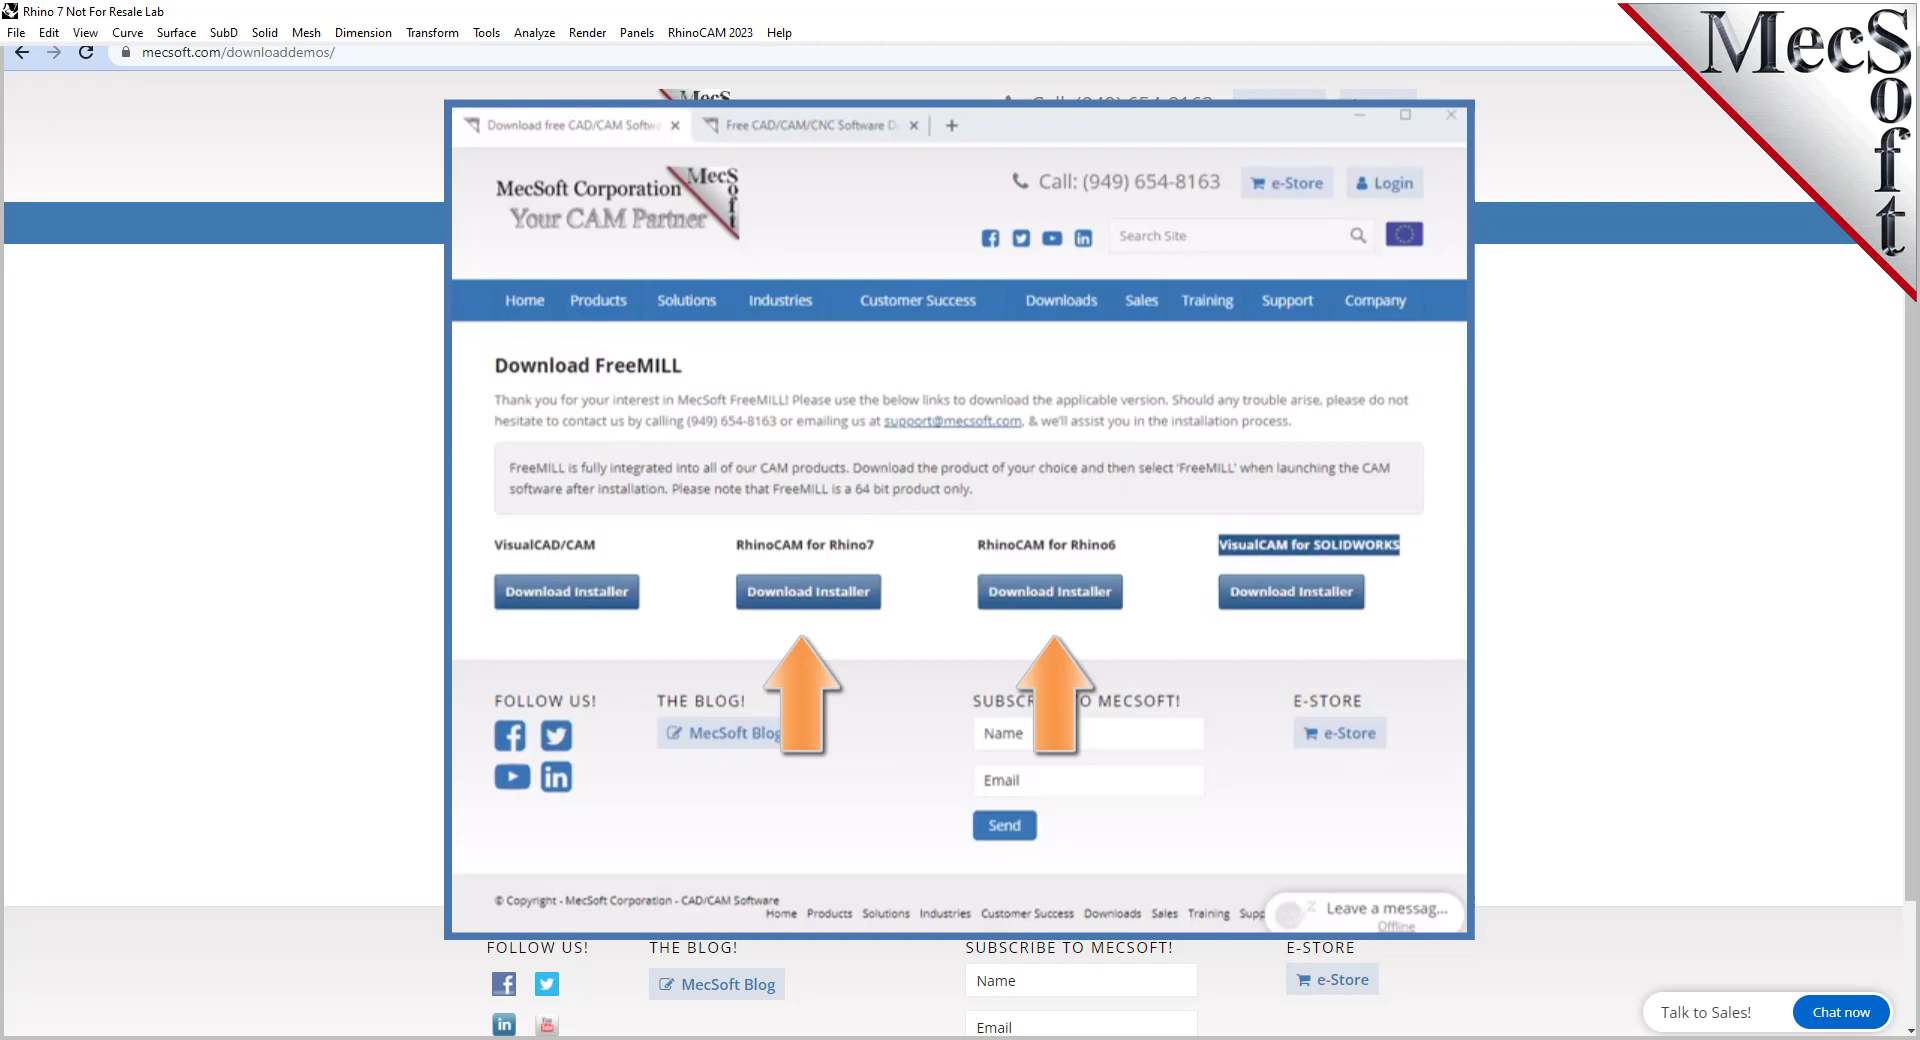 Rhino 7 Not For Resale Lab
File Edit View Curve Surface SubD Solid Mesh Dimension Transform Tools Analyze Render Panels RhinoCAM 2023 Help
mecsoft.com/downloaddemos/
MecSoft
Download free CAD/CAM Softw
Free CAD/CAM/CNC Software D
MecSoft Corporation
Your CAM Partner
MecSoft
Call: (949) 654-8163
e-Store
Login
Search Site
Home Products Solutions Industries Customer Success Downloads Sales Training Support Company
Download FreeMILL
Thank you for your interest in MecSoft FreeMILL! Please use the below links to download the applicable version. Should any trouble arise, please do not
hesitate to contact us by calling (949) 654-8163 or emailing us at support@mecsoft.com, & we'll assist you in the installation process.
FreeMILL is fully integrated into all of our CAM products. Download the product of your choice and then select 'FreeMILL' when launching the CAM
software after installation. Please note that FreeMILL is a 64 bit product only.
VisualCAD/CAM RhinoCAM for Rhino7 RhinoCAM for Rhino6 VisualCAM for SOLIDWORKS
Download Installer Download Installer Download Installer Download Installer
FOLLOW US! THE BLOG! SUBSCR O MECSOFT! E-STORE
MecSoft Blog
Name
e-Store
Email
Send
© Copyright - MecSoft Corporation - CAD/CAM Software
Home Products Solutions Industries Customer Success Downloads Sales Training Supp
Leave a messag...
Offline
FOLLOW US! THE BLOG! SUBSCRIBE TO MECSOFT! E-STORE
MecSoft Blog
Name
e-Store
Email
Talk to Sales!
Chat now